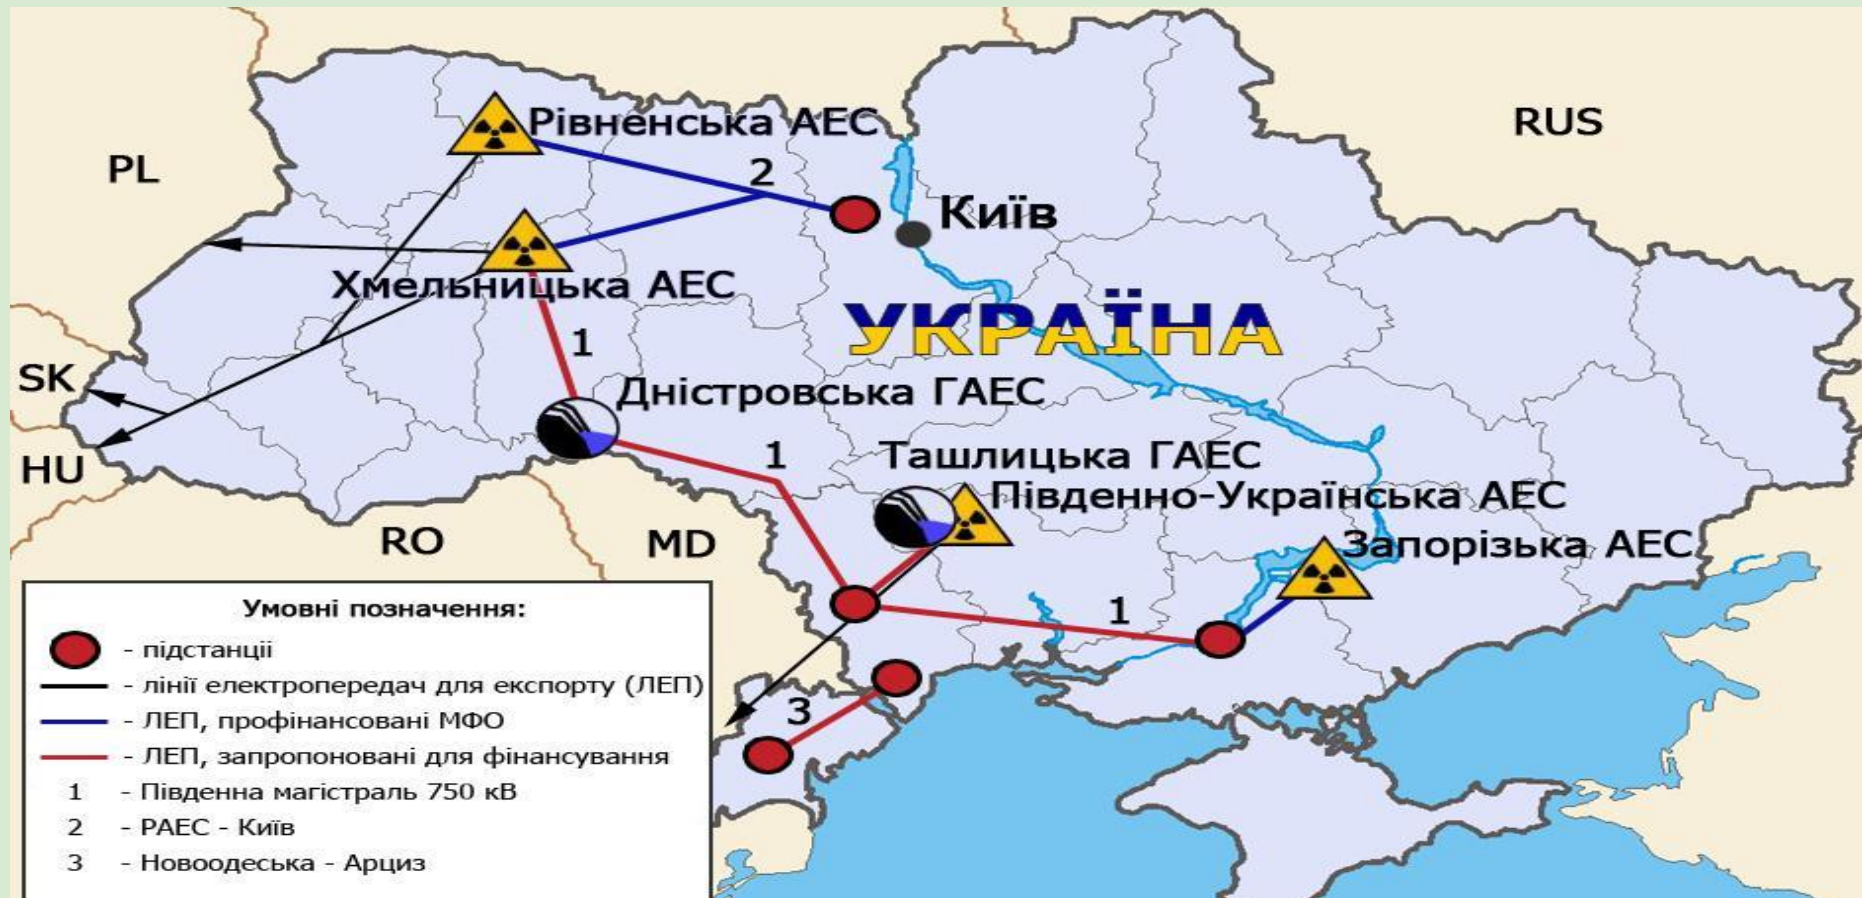 RUS
Рівненська АЕС
PL
2
Київ
Хмельницька АЕС
УКРАЇНА
1
SK
Дністровська ГАЕС
1
Ташлицька ГАЕС
HU
Південно-Українська АЕС
RO
MD
Запорізька АЕС
1
3
Умовні позначення:
- підстанції
- лінії електропередач для експорту (ЛЕП)
- ЛЕП, профінансовані МФО
- ЛЕП, запропоновані для фінансування
1 - Південна магістраль 750 кВ
2 - РАЕС - Київ
3 - Новоодеська - Арциз